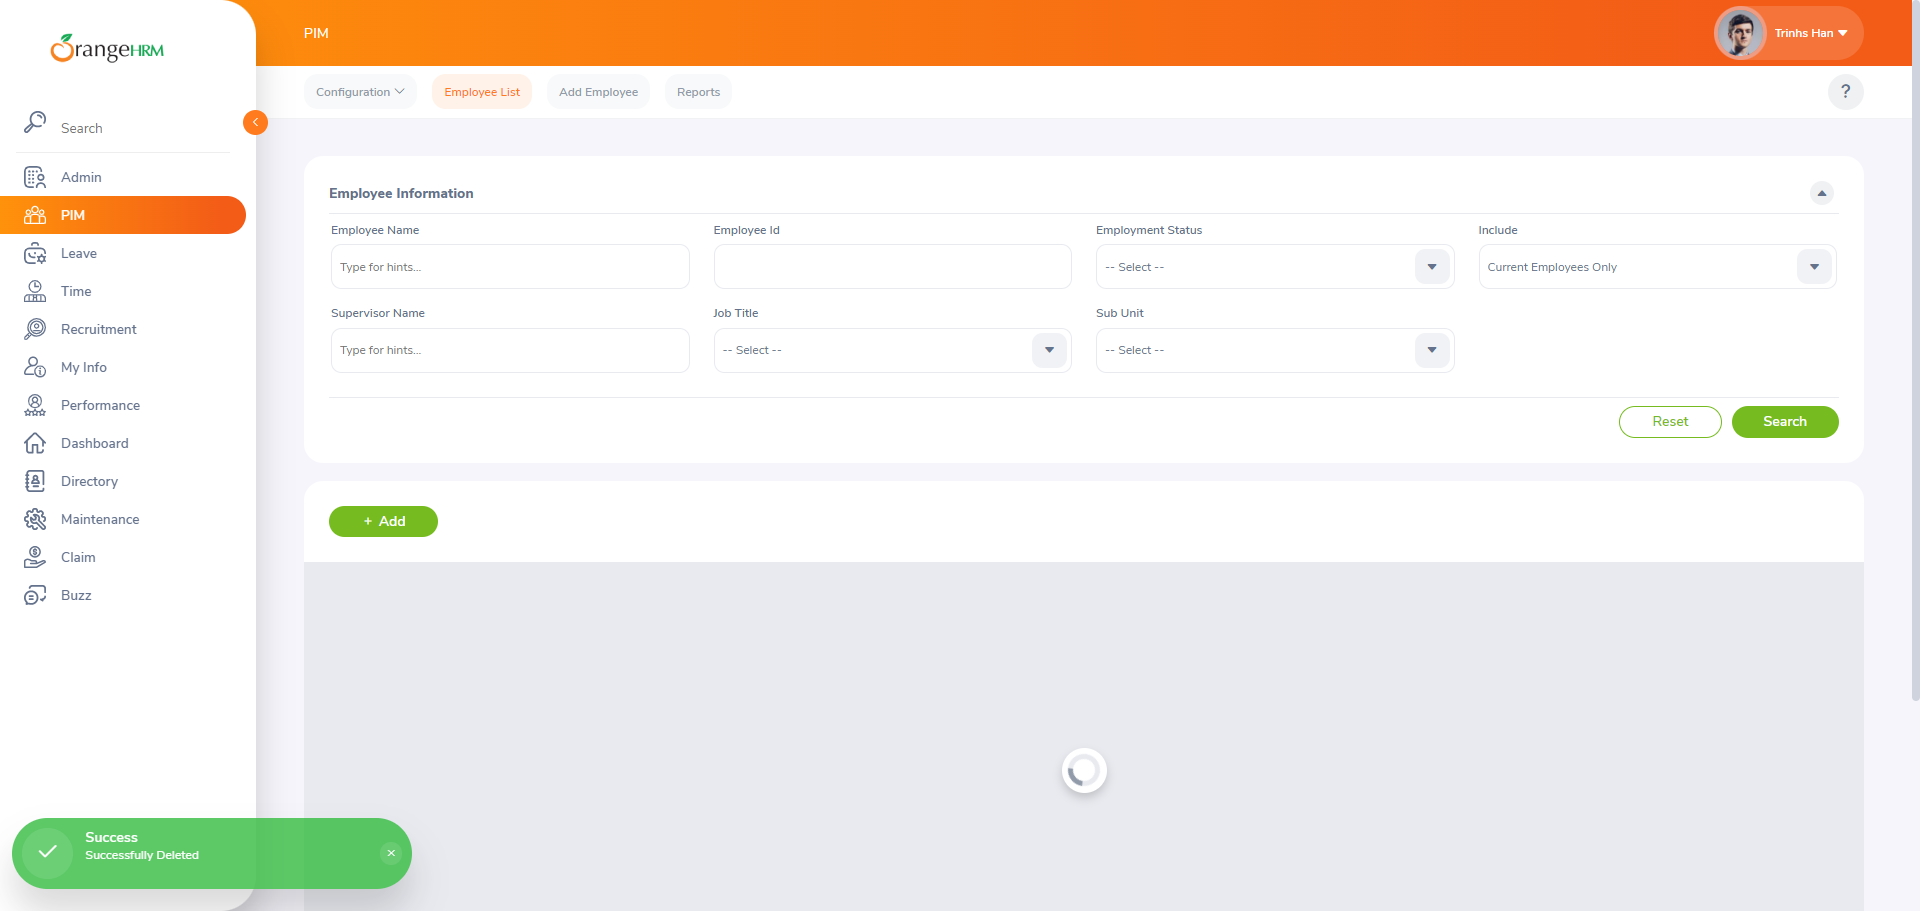 OrangeHRM
PIM
Trinhs Han
Configuration
Employee List
Add Employee
Reports
?
Search
Admin
PIM
Leave
Time
Recruitment
My Info
Performance
Dashboard
Directory
Maintenance
Claim
Buzz
Employee Information
Employee Name
Employee Id
Employment Status
Include
Type for hints...
-- Select --
Current Employees Only
Supervisor Name
Job Title
Sub Unit
Type for hints...
-- Select --
-- Select --
Reset
Search
+ Add
Success
Successfully Deleted